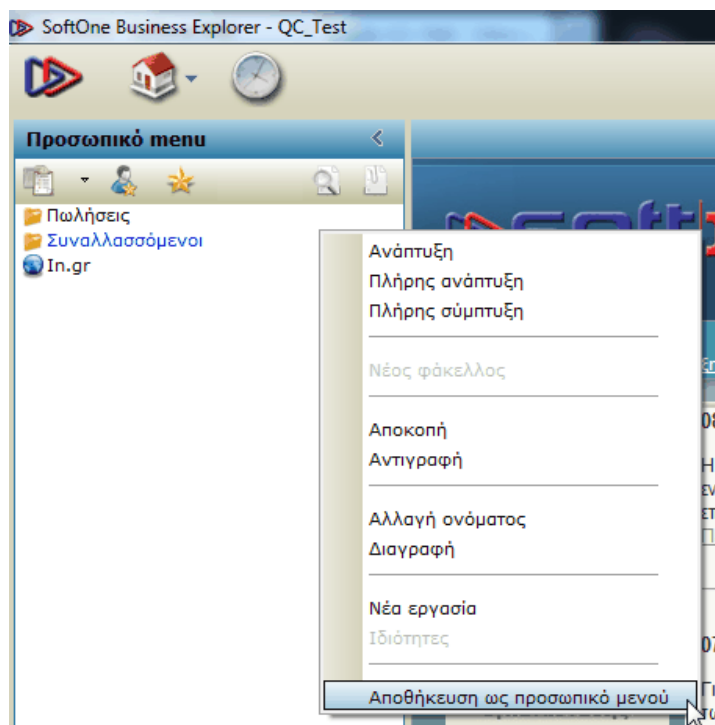 SoftOne Business Explorer - QC_Test
Προσωπικό menu
Πωλήσεις
Συναλλασσόμενοι
In.gr
soft
Ανάπτυξη
Πλήρης ανάπτυξη
Πλήρης σύμπτυξη
Νέος φάκελλος
Αποκοπή
Αντιγραφή
Αλλαγή ονόματος
Διαγραφή
Νέα εργασία
Ιδιότητες
Αποθήκευση ως προσωπικό μενού